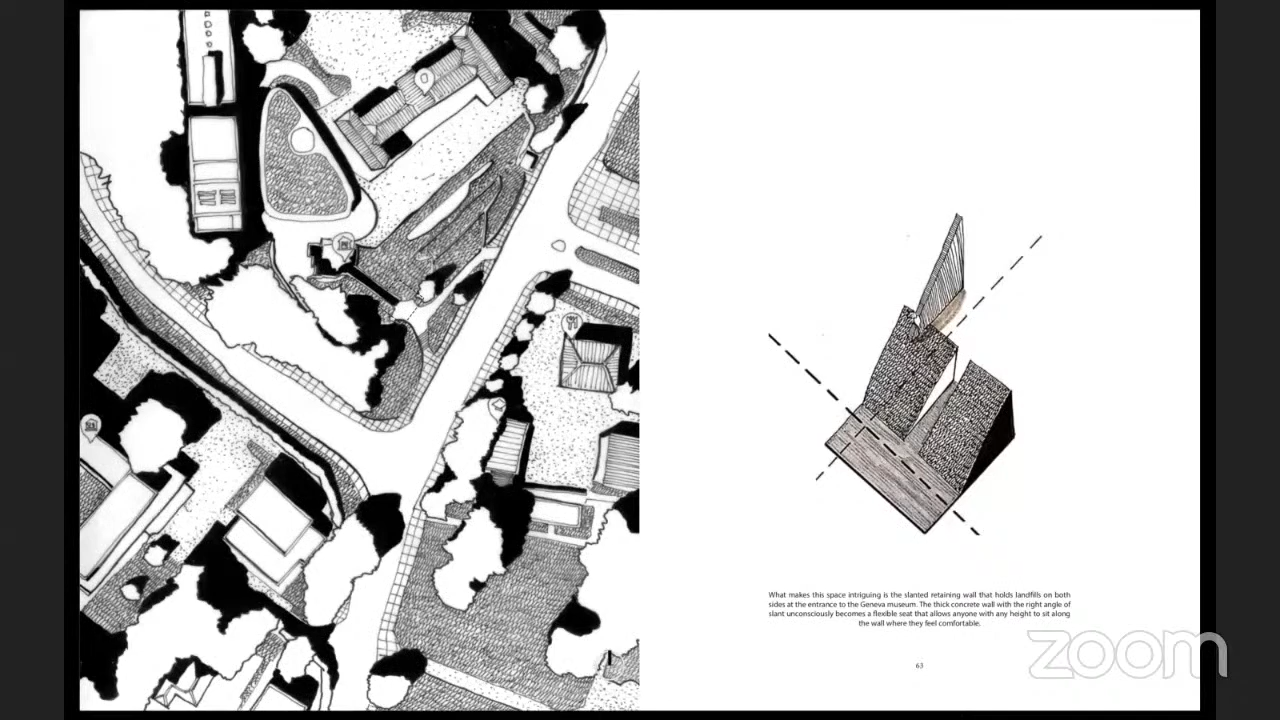 What makes this space intriguing is the slanted retaining wall that holds landfills on both
sides at the entrance to the Geneva museum. The thick concrete wall with the right angle of
slant unconsciously becomes a flexible seat that allows anyone with any height to sit along
the wall where they feel comfortable.
63
zoom